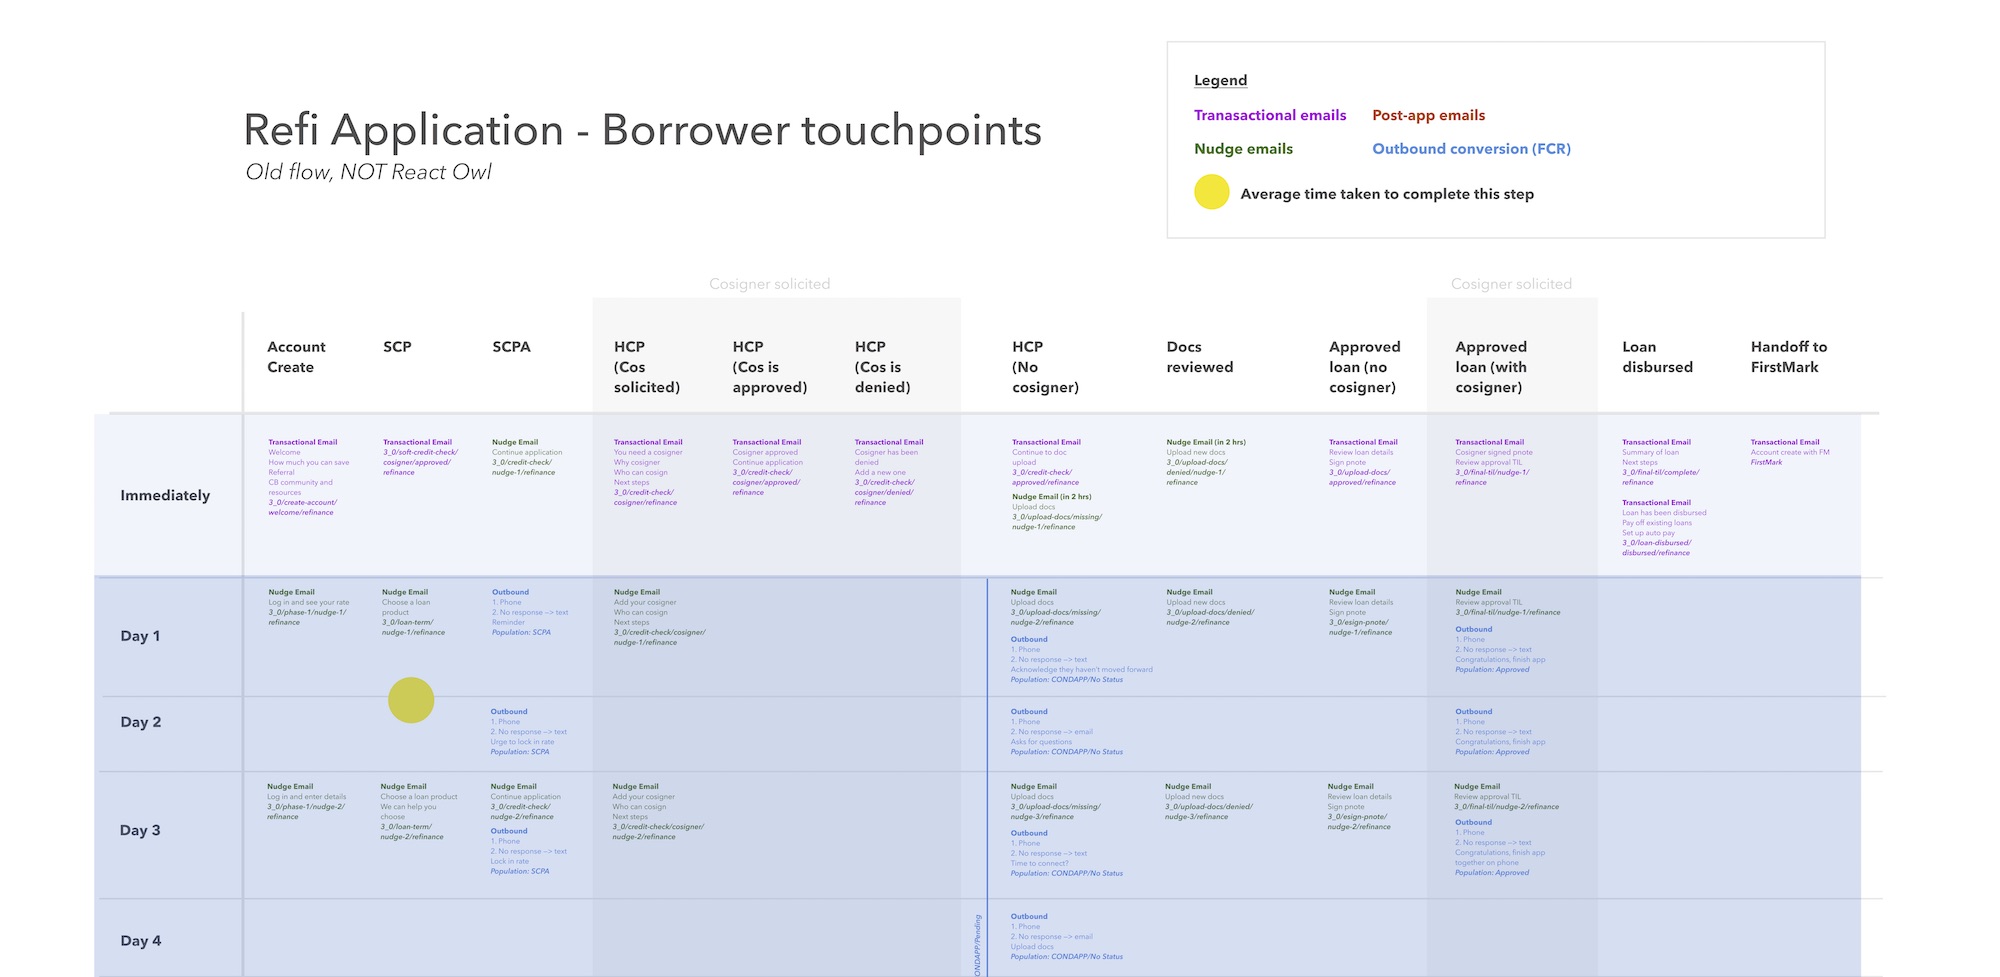 Refi Application - Borrower touchpoints
Old flow, NOT React Owl
Legend
Tranasactional emails
Post-app emails
Nudge emails
Outbound conversion (FCR)
Average time taken to complete this step
Cosigner solicited
Cosigner solicited
Account
Create
SCP
SCPA
HCP
(Cos
solicited)
HCP
(Cos is
approved)
HCP
(Cos is
denied)
HCP
(No
cosigner)
Docs
reviewed
Approved
loan (no
cosigner)
Approved
loan (with
cosigner)
Loan
disbursed
Handoff to
FirstMark
Immediately
Transactional Email
Welcome
How much you can save
Referral
CB community and
resources
3_0/create-account/
welcome/refinance
Transactional Email
3_0/soft-credit-check/
cosigner/approved/
refinance
Nudge Email
Continue application
3_0/credit-check/
nudge-1/refinance
Transactional Email
You need a cosigner
Why cosigner
Who can cosign
Next steps
3_0/credit-check/
cosigner/refinance
Transactional Email
Cosigner approved
Continue application
3_0/credit-check/
cosigner/approved/
refinance
Transactional Email
Cosigner has been
denied
Add a new one
3_0/credit-check/
cosigner/denied/
refinance
Transactional Email
Continue to doc
upload
3_0/credit-check/
approved/refinance
Nudge Email (in 2 hrs)
Upload docs
3_0/upload-docs/missing/
nudge-1/refinance
Nudge Email (in 2 hrs)
Upload new docs
3_0/upload-docs/
denied/nudge-1/
refinance
Transactional Email
Review loan details
Sign pnote
3_0/upload-docs/
approved/refinance
Transactional Email
Cosigner signed pnote
Review approval TIL
3_0/final-til/nudge-1/
refinance
Transactional Email
Summary of loan
Next steps
3_0/final-til/complete/
refinance
Transactional Email
Loan has been disbursed
Pay off existing loans
Set up auto pay
3_0/loan-disbursed/
disbursed/refinance
Transactional Email
Account create with FM
FirstMark
Day 1
Nudge Email
Log in and see your rate
3_0/phase-1/nudge-1/
refinance
Nudge Email
Choose a loan
product
3_0/loan-term/
nudge-1/refinance
Outbound
1. Phone
2. No response —> text
Reminder
Population: SCPA
Nudge Email
Add your cosigner
Who can cosign
Next steps
3_0/credit-check/cosigner/
nudge-1/refinance
Nudge Email
Upload docs
3_0/upload-docs/missing/
nudge-2/refinance
Outbound
1. Phone
2. No response —> text
Acknowledge they haven't moved forward
Population: CONDAPP/No Status
Nudge Email
Upload new docs
3_0/upload-docs/denied/
nudge-2/refinance
Nudge Email
Review loan details
Sign pnote
3_0/esign-pnote/
nudge-1/refinance
Nudge Email
Review approval TIL
3_0/final-til/nudge-1/refinance
Outbound
1. Phone
2. No response —> text
Congratulations, finish app
Population: Approved
Day 2
Outbound
1. Phone
2. No response —> text
Urge to lock in rate
Population: SCPA
Outbound
1. Phone
2. No response —> email
Asks for questions
Population: CONDAPP/No Status
Outbound
1. Phone
2. No response —> text
Congratulations, finish app
Population: Approved
Day 3
Nudge Email
Log in and enter details
3_0/phase-1/nudge-2/
refinance
Nudge Email
Choose a loan product
We can help you
choose
3_0/loan-term/
nudge-2/refinance
Nudge Email
Continue application
3_0/credit-check/
nudge-2/refinance
Outbound
1. Phone
2. No response —> text
Lock in rate
Population: SCPA
Nudge Email
Add your cosigner
Who can cosign
Next steps
3_0/credit-check/cosigner/
nudge-2/refinance
Nudge Email
Upload docs
3_0/upload-docs/missing/
nudge-3/refinance
Outbound
1. Phone
2. No response —> text
Time to connect?
Population: CONDAPP/No Status
Nudge Email
Upload new docs
3_0/upload-docs/denied/
nudge-3/refinance
Nudge Email
Review loan details
Sign pnote
3_0/esign-pnote/
nudge-2/refinance
Nudge Email
Review approval TIL
3_0/final-til/nudge-2/refinance
Outbound
1. Phone
2. No response —> text
Congratulations, finish app
together on phone
Population: Approved
Day 4
ONDAPP/Pending
Outbound
1. Phone
2. No response —> email
Upload docs
Population: CONDAPP/No Status